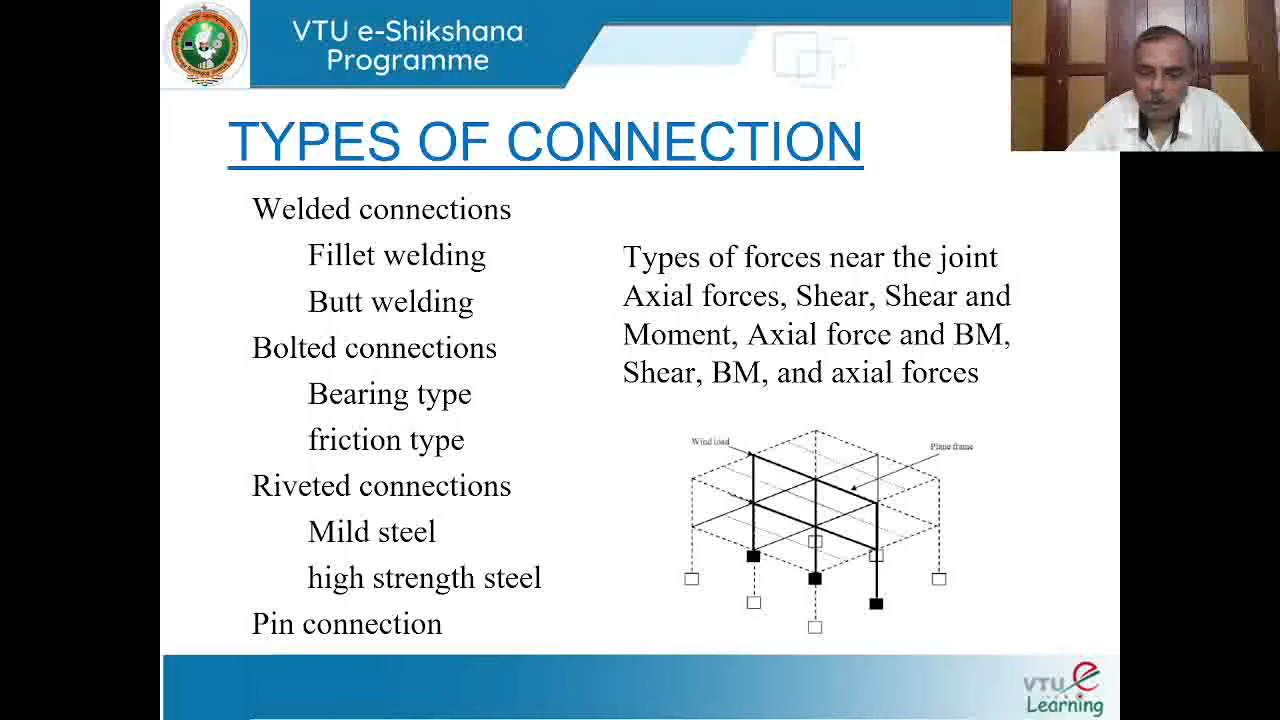 VTU e-Shikshana
Programme
TYPES OF CONNECTION
Welded connections
Fillet welding
Butt welding
Bolted connections
Bearing type
friction type
Riveted connections
Mild steel
high strength steel
Pin connection
Types of forces near the joint
Axial forces, Shear, Shear and
Moment, Axial force and BM,
Shear, BM, and axial forces
Wind load
Plane frame
VTU e
Learning